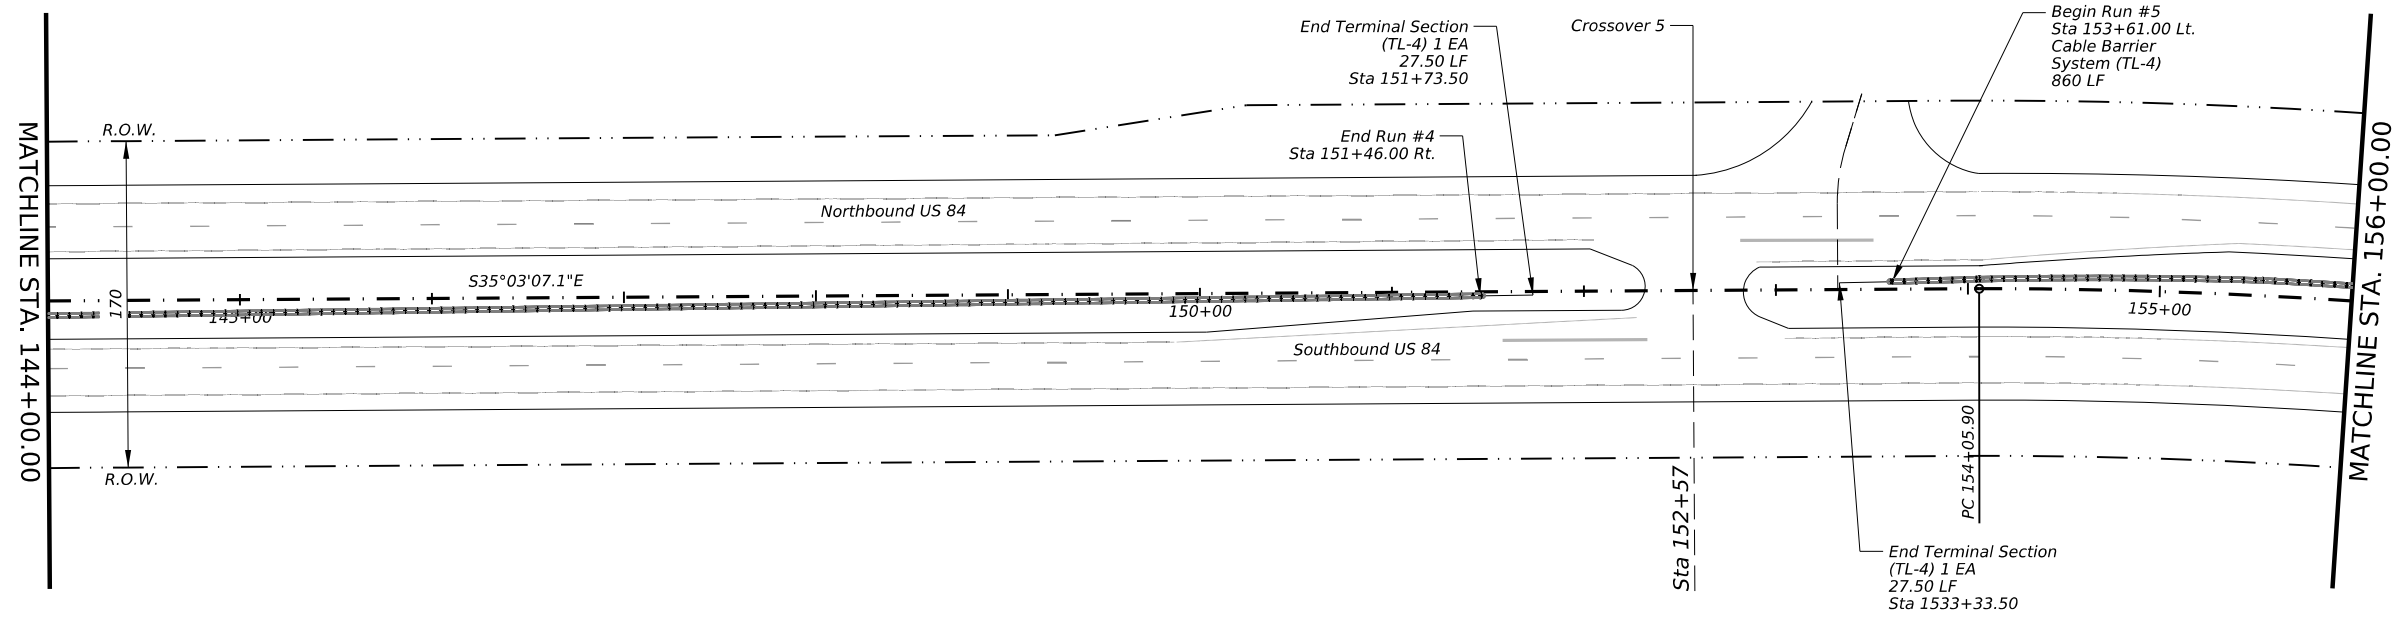 End Terminal Section
(TL-4) 1 EA
27.50 LF
Sta 151+73.50
Crossover 5
Begin Run #5
Sta 153+61.00 Lt.
Cable Barrier
System (TL-4)
860 LF
MATCHLINE STA. 144+00.00
R.O.W.
End Run #4
Sta 151+46.00 Rt.
MATCHLINE STA. 156+00.00
Northbound US 84
S35°03'07.1"E
170
145+00
150+00
155+00
Southbound US 84
R.O.W.
Sta 152+57
PC 154+05.90
End Terminal Section
(TL-4) 1 EA
27.50 LF
Sta 1533+33.50